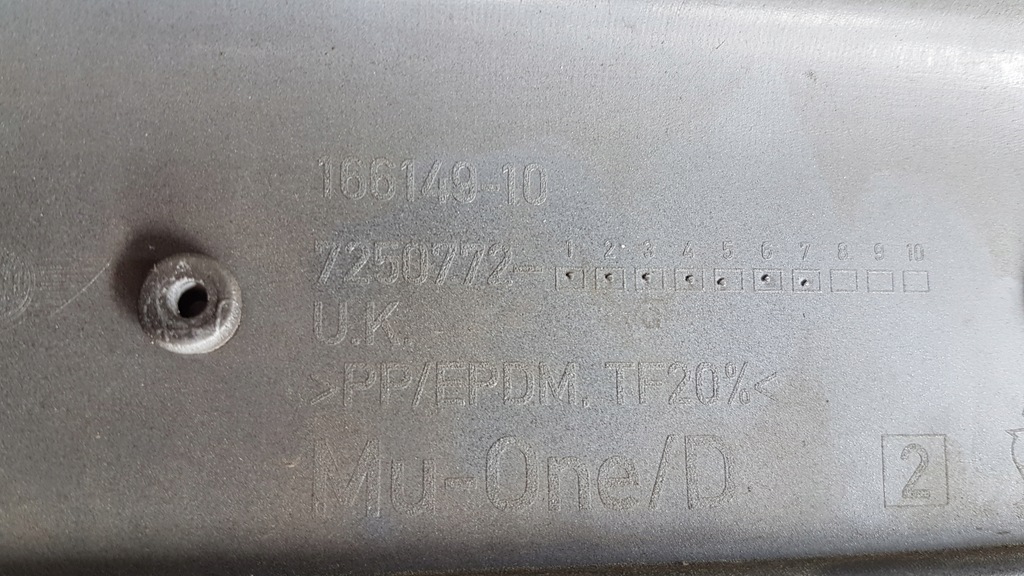 166149-10
1 2 3 4 5 6 7 8 9 10
7250772-
U.K.
G
>PP/EPDM. TF20%<
Mu-One/D
2